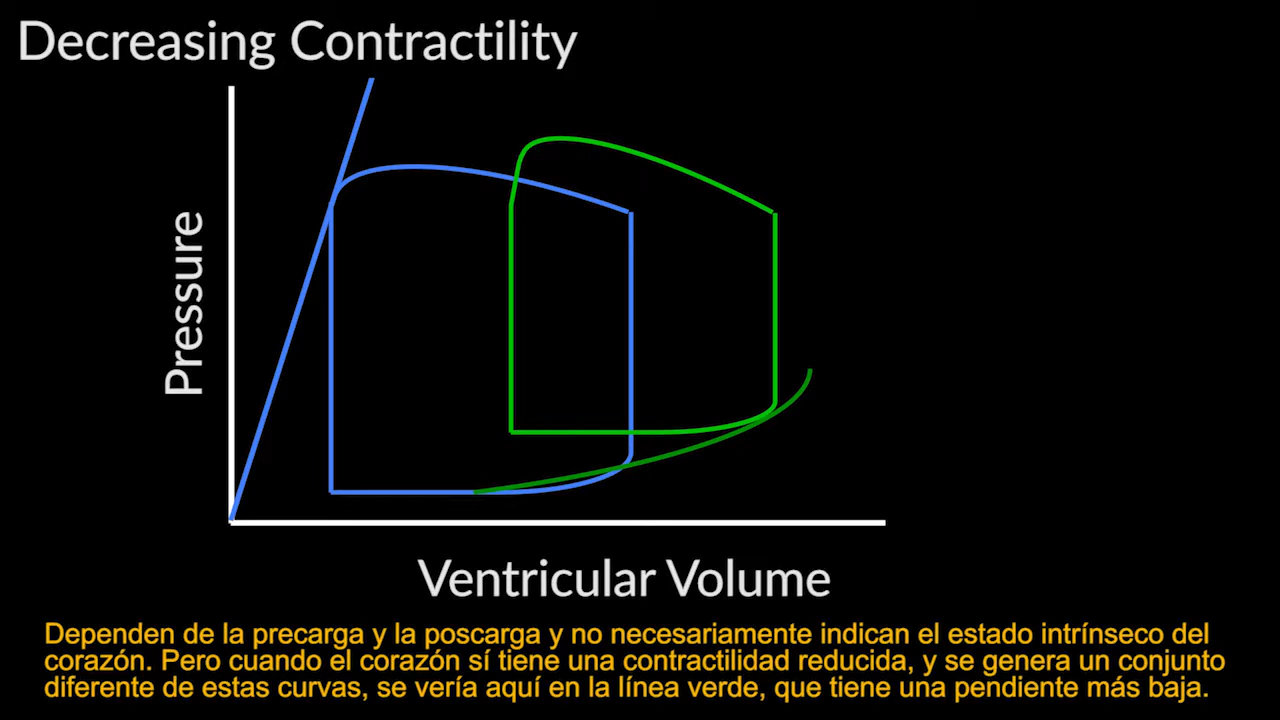 Decreasing Contractility
Pressure
Ventricular Volume
Dependen de la precarga y la poscarga y no necesariamente indican el estado intrínseco del
corazón. Pero cuando el corazón sí tiene una contractilidad reducida, y se genera un conjunto
diferente de estas curvas, se vería aquí en la línea verde, que tiene una pendiente más baja.